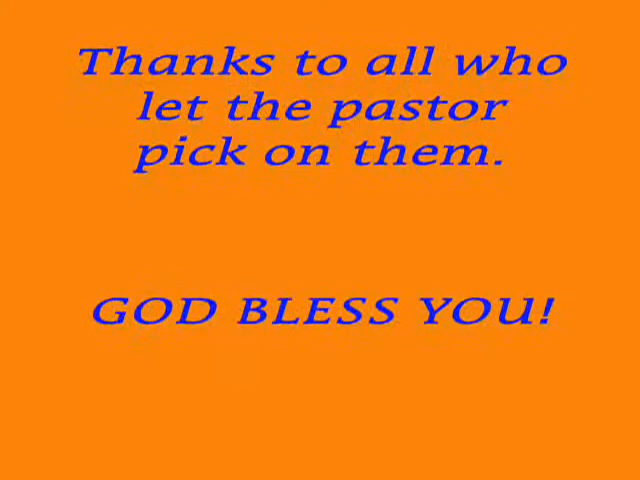 Thanks to all who
let the pastor
pick on them.
GOD BLESS YOU!